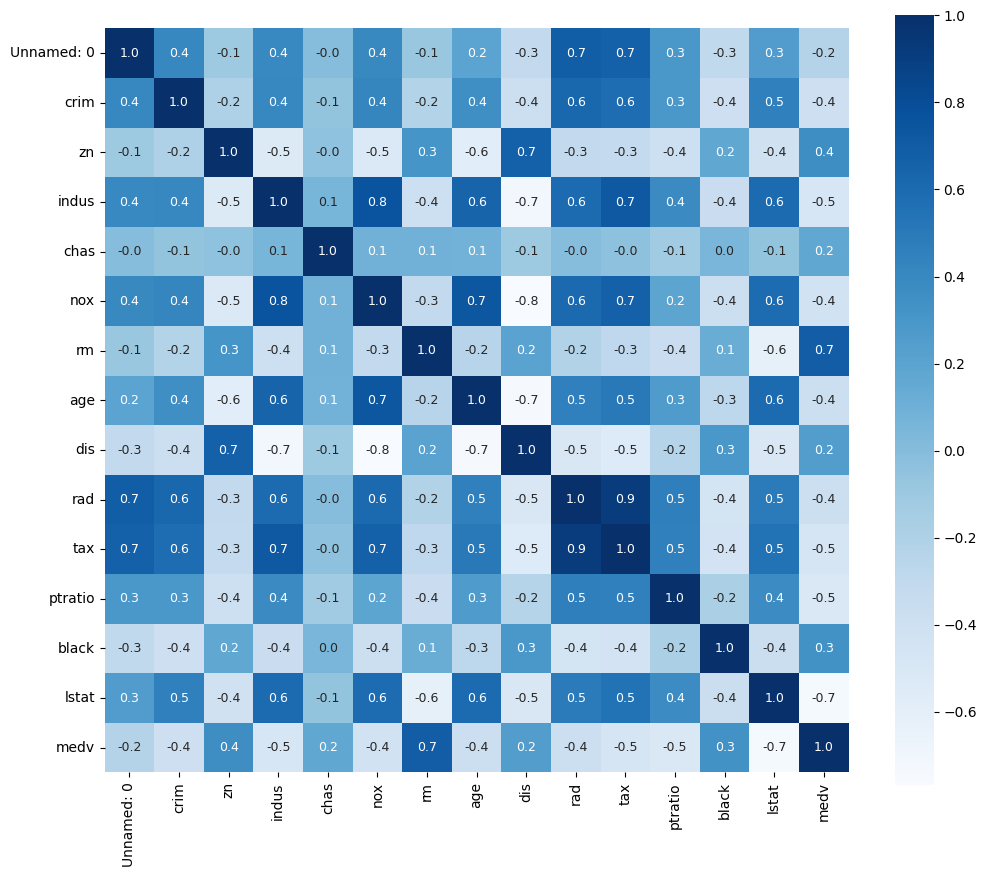 Unnamed: 0 1.0 0.4 -0.1 0.4 -0.0 0.4 -0.1 0.2 -0.3 0.7 0.7 0.3 -0.3 0.3 -0.2
crim 0.4 1.0 -0.2 0.4 -0.1 0.4 -0.2 0.4 -0.4 0.6 0.6 0.3 -0.4 0.5 -0.4
zn -0.1 -0.2 1.0 -0.5 -0.0 -0.5 0.3 -0.6 0.7 -0.3 -0.3 -0.4 0.2 -0.4 0.4
indus 0.4 0.4 -0.5 1.0 0.1 0.8 -0.4 0.6 -0.7 0.6 0.7 0.4 -0.4 0.6 -0.5
chas -0.0 -0.1 -0.0 0.1 1.0 0.1 0.1 0.1 -0.1 -0.0 -0.0 -0.1 0.0 -0.1 0.2
nox 0.4 0.4 -0.5 0.8 0.1 1.0 -0.3 0.7 -0.8 0.6 0.7 0.2 -0.4 0.6 -0.4
rm -0.1 -0.2 0.3 -0.4 0.1 -0.3 1.0 -0.2 0.2 -0.2 -0.3 -0.4 0.1 -0.6 0.7
age 0.2 0.4 -0.6 0.6 0.1 0.7 -0.2 1.0 -0.7 0.5 0.5 0.3 -0.3 0.6 -0.4
dis -0.3 -0.4 0.7 -0.7 -0.1 -0.8 0.2 -0.7 1.0 -0.5 -0.5 -0.2 0.3 -0.5 0.2
rad 0.7 0.6 -0.3 0.6 -0.0 0.6 -0.2 0.5 -0.5 1.0 0.9 0.5 -0.4 0.5 -0.4
tax 0.7 0.6 -0.3 0.7 -0.0 0.7 -0.3 0.5 -0.5 0.9 1.0 0.5 -0.4 0.5 -0.5
ptratio 0.3 0.3 -0.4 0.4 -0.1 0.2 -0.4 0.3 -0.2 0.5 0.5 1.0 -0.2 0.4 -0.5
black -0.3 -0.4 0.2 -0.4 0.0 -0.4 0.1 -0.3 0.3 -0.4 -0.4 -0.2 1.0 -0.4 0.3
lstat 0.3 0.5 -0.4 0.6 -0.1 0.6 -0.6 0.6 -0.5 0.5 0.5 0.4 -0.4 1.0 -0.7
medv -0.2 -0.4 0.4 -0.5 0.2 -0.4 0.7 -0.4 0.2 -0.4 -0.5 -0.5 0.3 -0.7 1.0
Unnamed: 0 crim zn indus chas nox rm age dis rad tax ptratio black lstat medv
1.0
0.8
0.6
0.4
0.2
0.0
−0.2
−0.4
−0.6